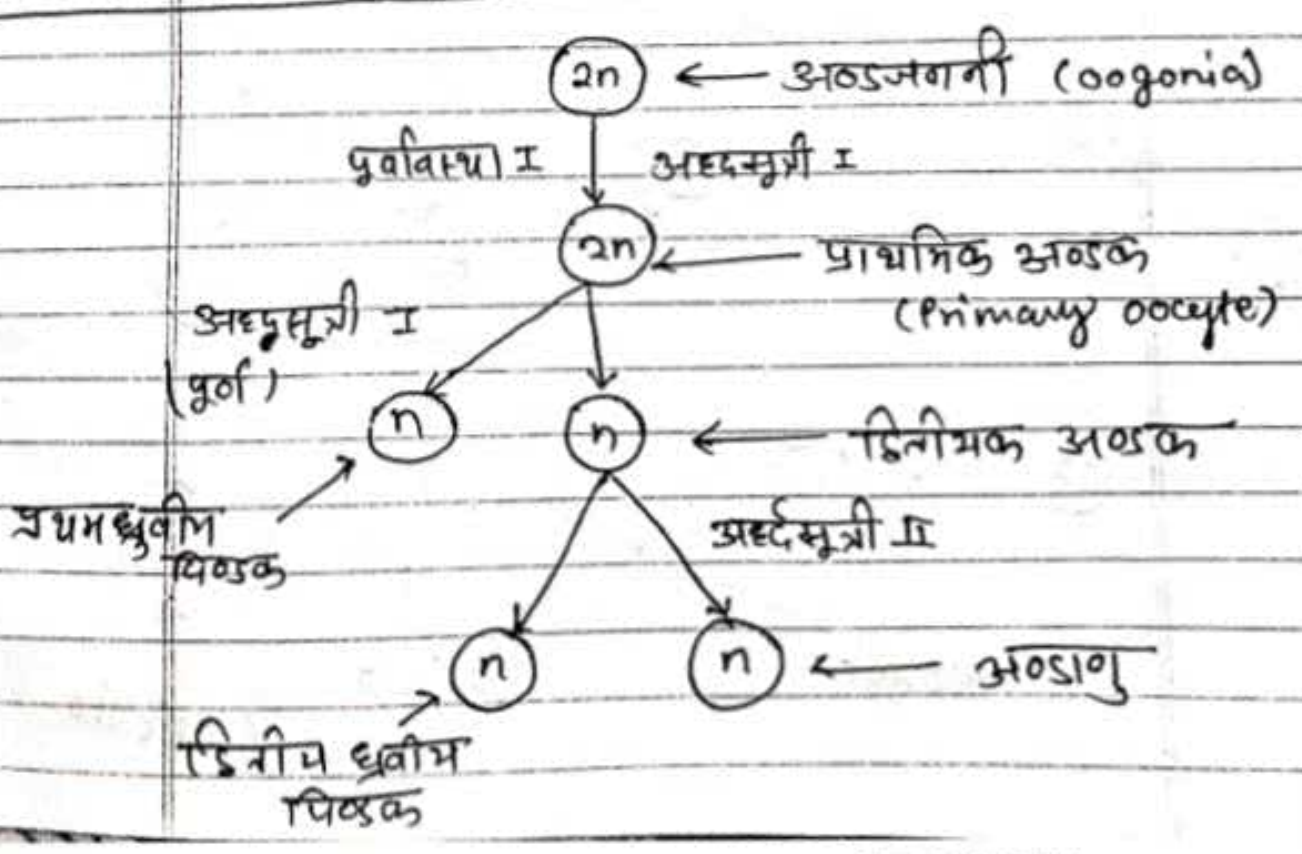 2n ← अण्डजननी (oogonia)
पूर्वावस्था I अर्द्धसूत्री I
2n ← प्राथमिक अण्डक
(Primary oocyte)
अर्द्धसूत्री I
(पूर्ण)
n n ← द्वितीयक अण्डक
प्रथम ध्रुवीय
पिण्डक
अर्द्धसूत्री II
n n ← अण्डाणु
द्वितीय ध्रुवीय
पिण्डक